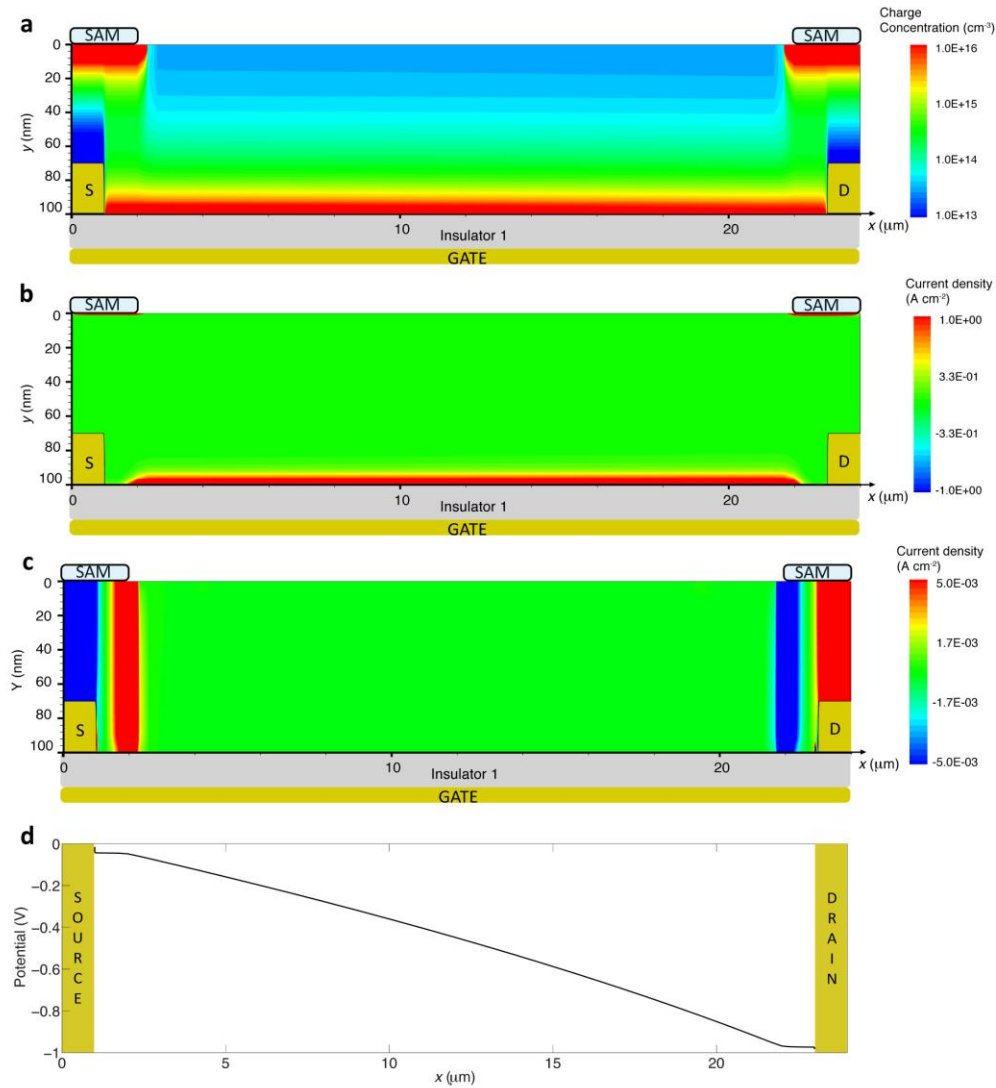 a
SAM
SAM
Charge
Concentration (cm⁻³)
0
20
40
60
80
100
y (nm)
S
D
1.0E+16
1.0E+15
1.0E+14
1.0E+13
0
10
20
x (μm)
Insulator 1
GATE
b
SAM
SAM
Current density
(A cm⁻²)
0
20
40
60
80
100
y (nm)
S
D
1.0E+00
3.3E-01
-3.3E-01
-1.0E+00
0
10
20
x (μm)
Insulator 1
GATE
c
SAM
SAM
Current density
(A cm⁻²)
0
20
40
60
80
100
Y (nm)
S
D
5.0E-03
1.7E-03
-1.7E-03
-5.0E-03
0
10
20
x (μm)
Insulator 1
GATE
d
0
−0.2
−0.4
−0.6
−0.8
−1
Potential (V)
SOURCE
DRAIN
0
5
10
15
20
x (μm)